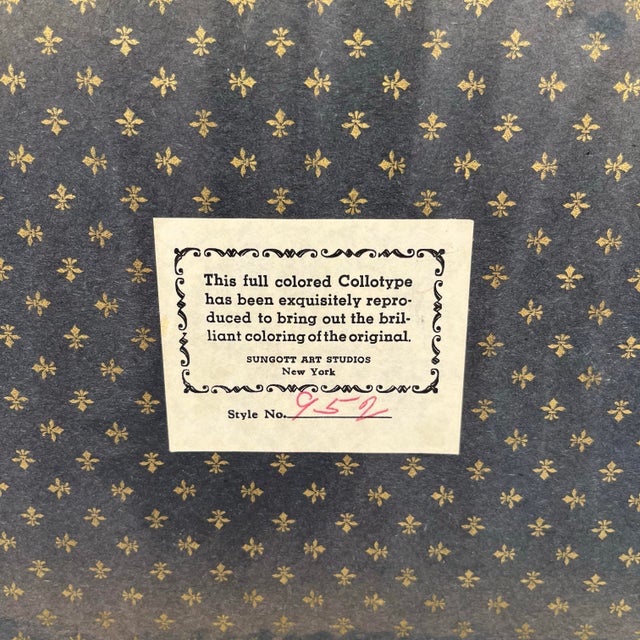 This full colored Collotype
has been exquisitely repro-
duced to bring out the bril-
liant coloring of the original.
SUNGOTT ART STUDIOS
New York
Style No. 952